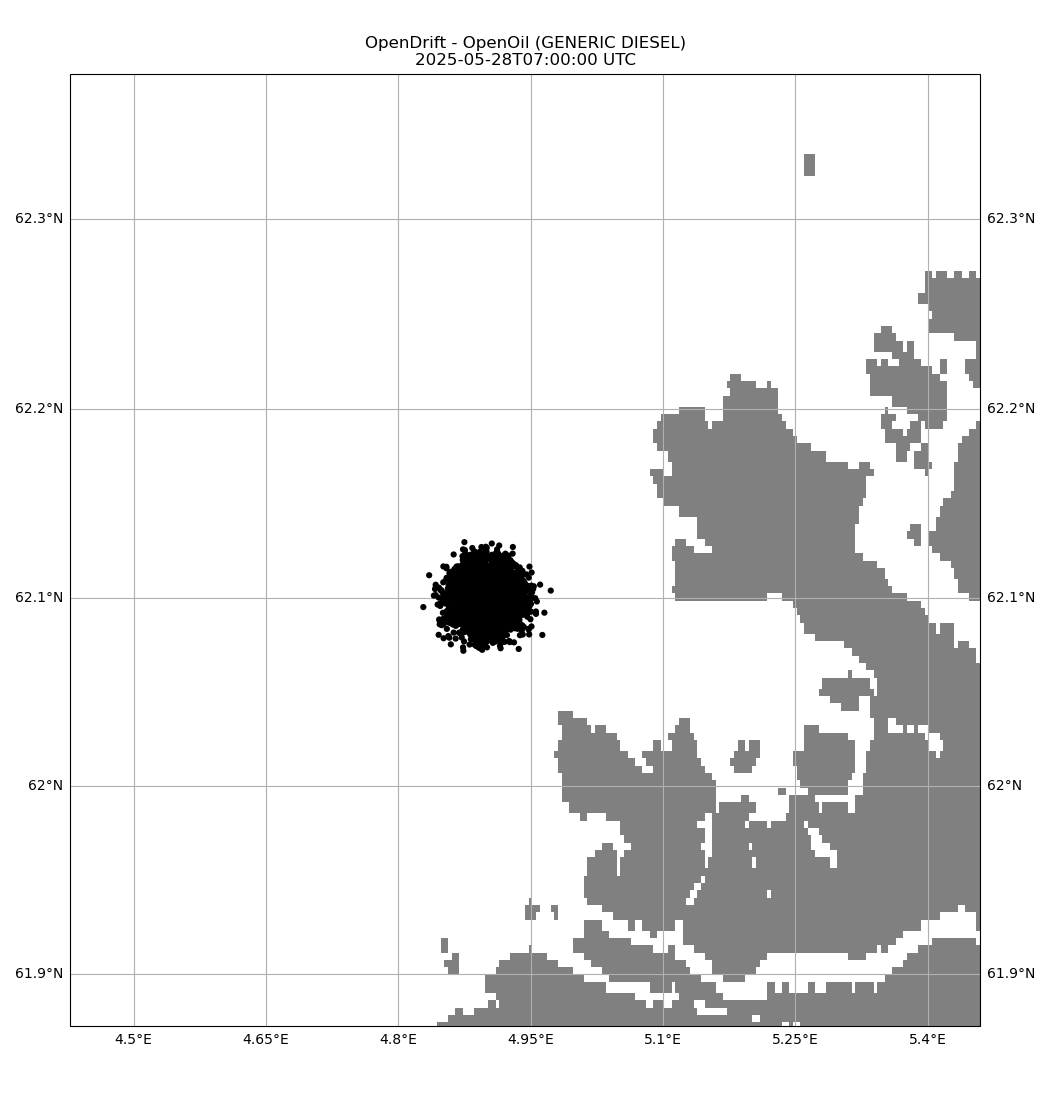 OpenDrift - OpenOil (GENERIC DIESEL)
2025-05-28T07:00:00 UTC
62.3°N 62.3°N
62.2°N 62.2°N
62.1°N 62.1°N
62°N 62°N
61.9°N 61.9°N
4.5°E 4.65°E 4.8°E 4.95°E 5.1°E 5.25°E 5.4°E